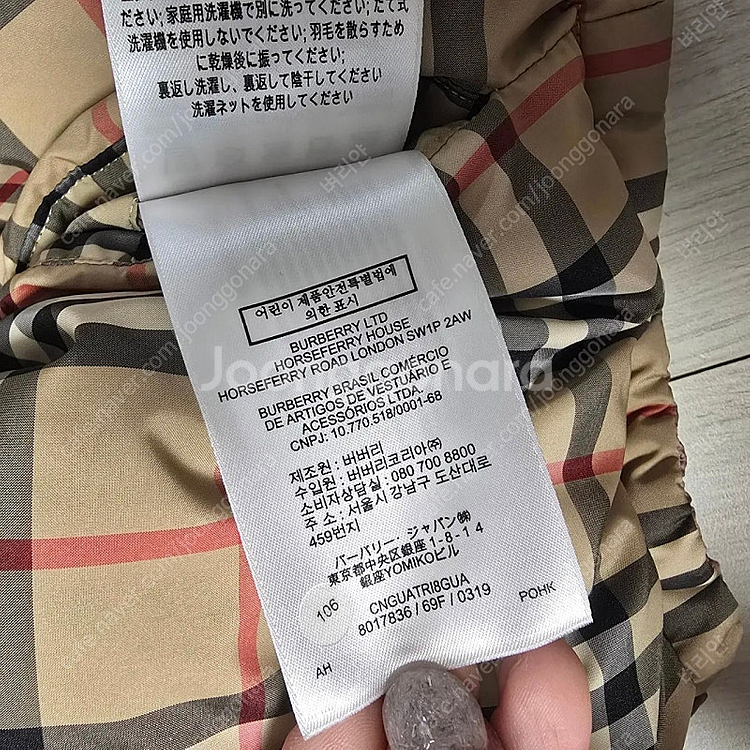 ださい;家庭用洗濯機で別に洗ってください;たて式
洗濯機を使用しないでください;羽毛を散らすため
に乾燥後に振ってください
裏返し洗濯し、裏返して陰干してください
洗濯ネットを使用してください
어린이 제품안전특별법에
의한 표시
BURBERRY LTD
HORSEFERRY HOUSE
HORSEFERRY ROAD LONDON SW1P 2AW
BURBERRY BRASIL COMÉRCIO
DE ARTIGOS DE VESTUÁRIO E
ACESSÓRIOS LTDA.
CNPJ: 10.770.518/0001-68
제조원 : 버버리
수입원 : 버버리코리아㈜
소비자상담실 : 080 700 8800
주 소 : 서울시 강남구 도산대로
459번지
バーバリー・ジャパン㈱
東京都中央区銀座1-8-14
銀座YOMIKOビル
106
CNGUATRI8GUA
8017836 / 69F / 0319
POHK
AH
Joonggonara
cafe.naver.com/joonggonara
버리얀